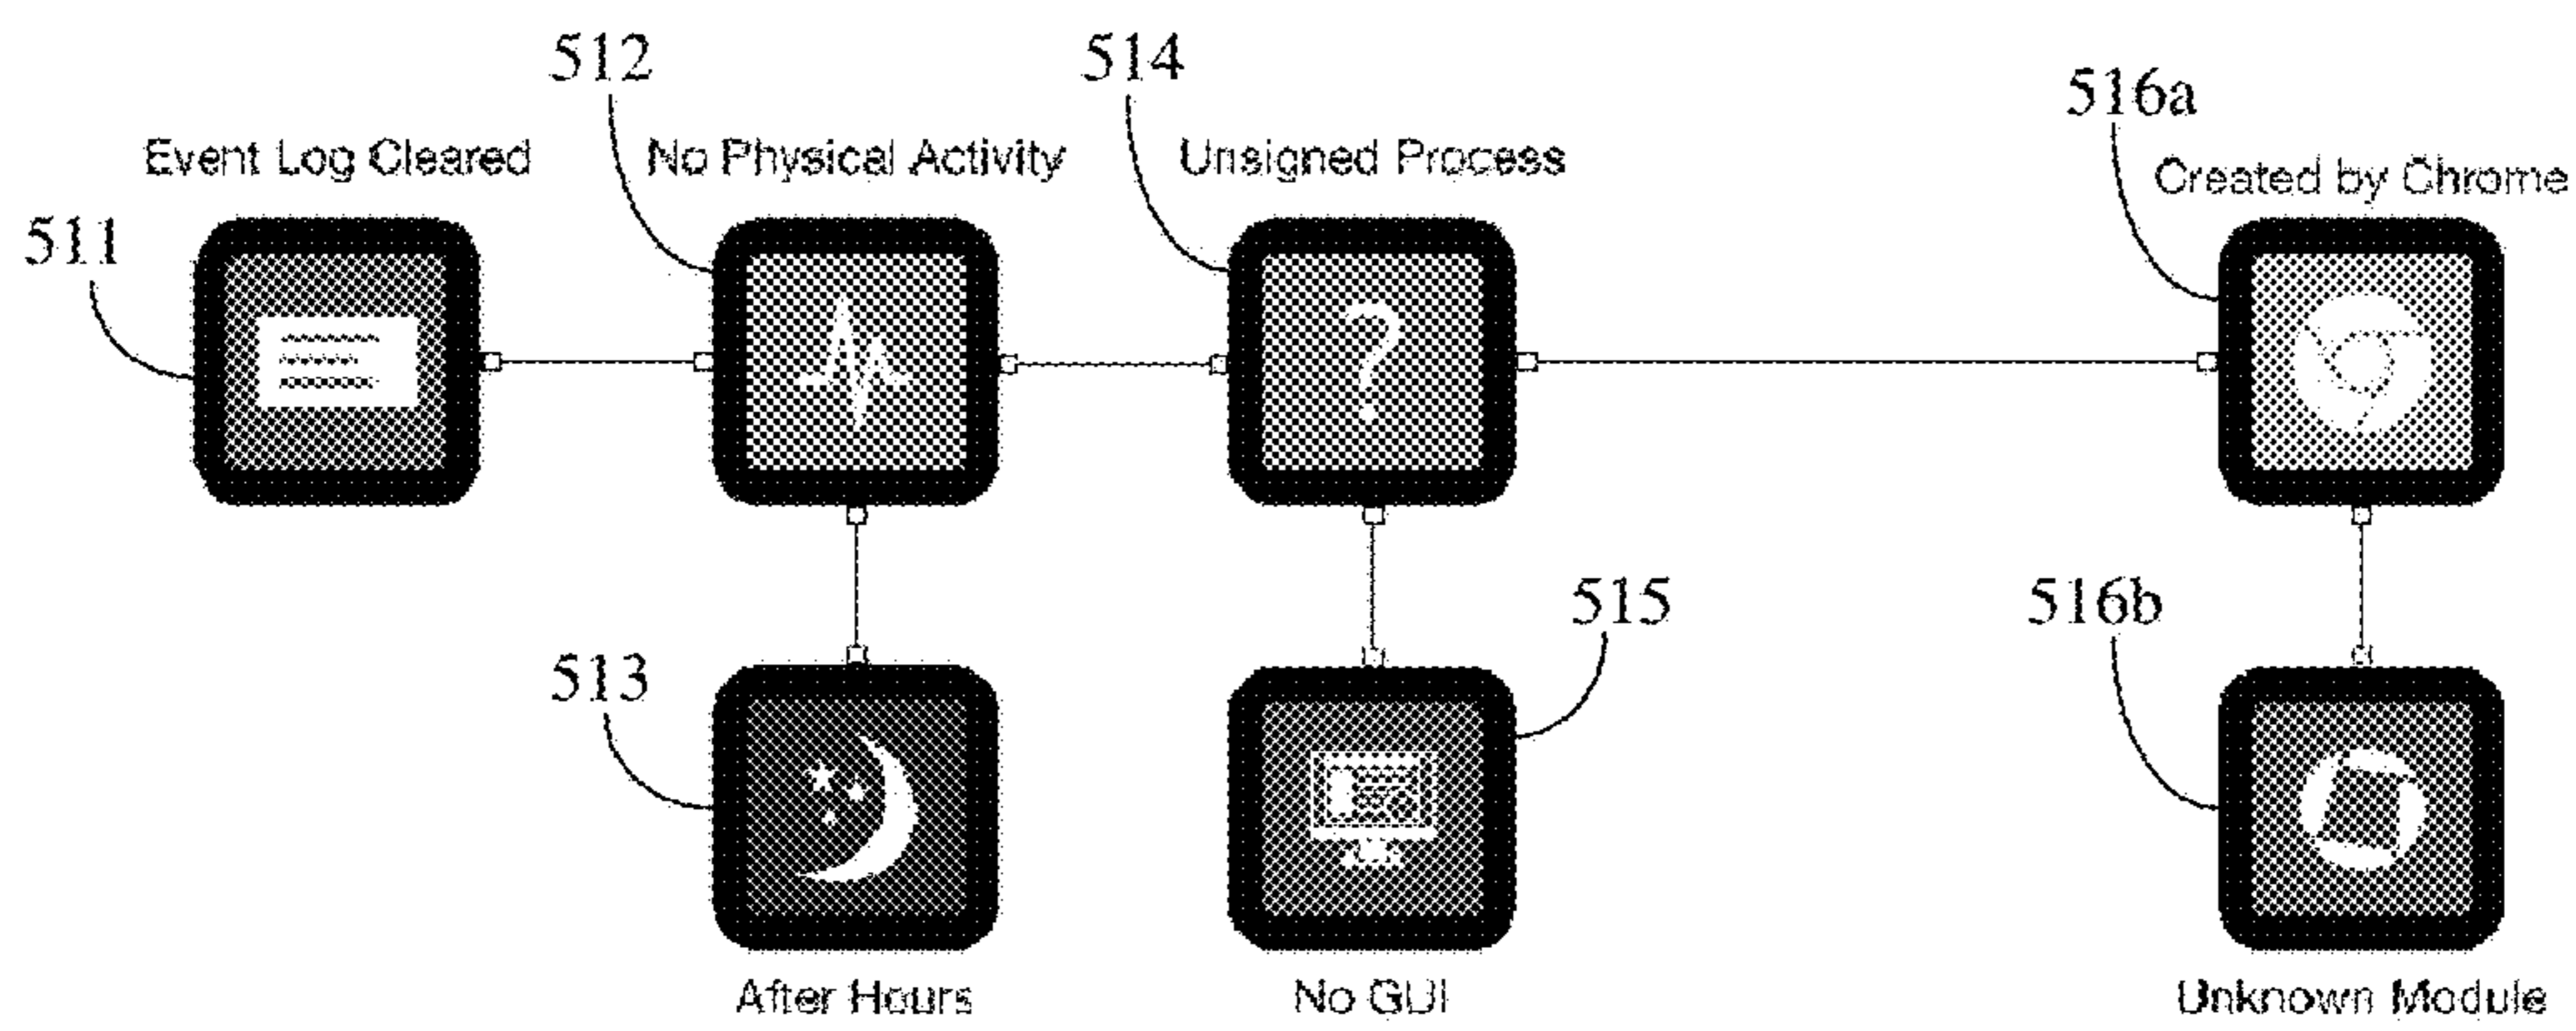 512
514
516a
Event Log Cleared
No Physical Activity
Unsigned Process
Created by Chrome
511
515
516b
513
After Hours
No GUI
Unknown Module